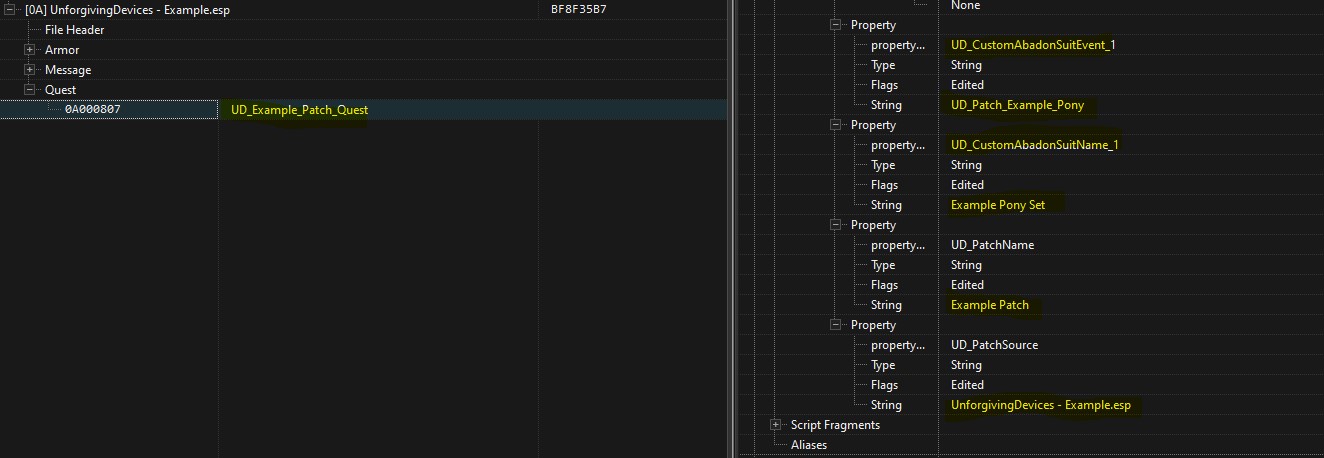 [0A] UnforgivingDevices - Example.esp
BF8F35B7
File Header
Armor
Message
Quest
0A000807
UD_Example_Patch_Quest
None
Property
property... UD_CustomAbadonSuitEvent_1
Type String
Flags Edited
String UD_Patch_Example_Pony
Property
property... UD_CustomAbadonSuitName_1
Type String
Flags Edited
String Example Pony Set
Property
property... UD_PatchName
Type String
Flags Edited
String Example Patch
Property
property... UD_PatchSource
Type String
Flags Edited
String UnforgivingDevices - Example.esp
Script Fragments
Aliases